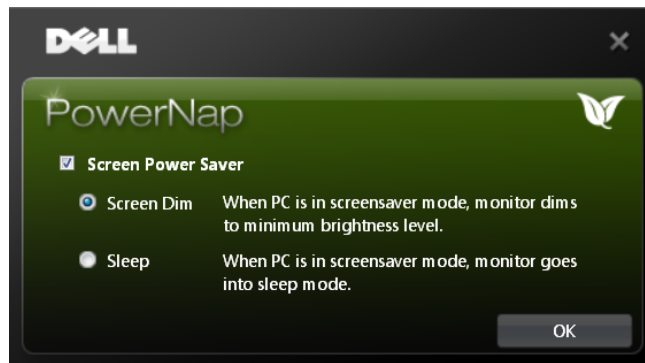 DELL
PowerNap
Screen Power Saver
Screen Dim When PC is in screensaver mode, monitor dims
to minimum brightness level.
Sleep When PC is in screensaver mode, monitor goes
into sleep mode.
OK